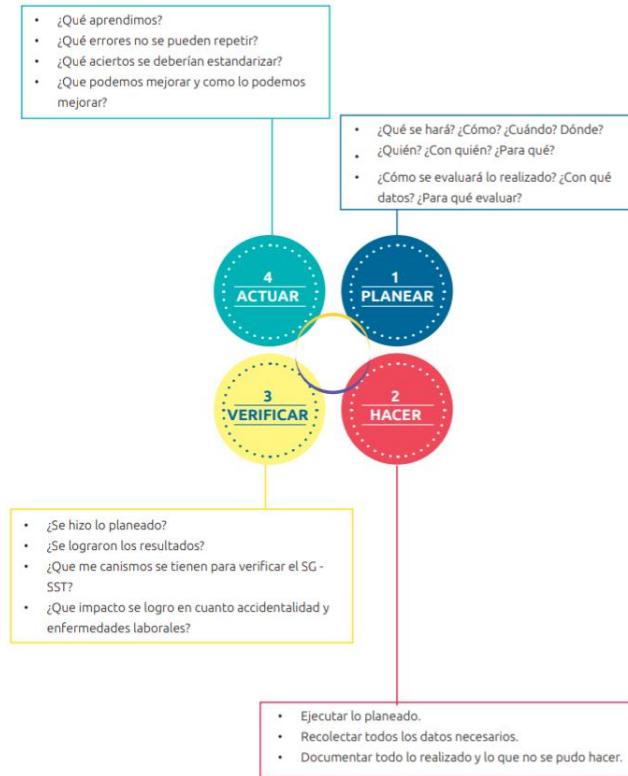 • ¿Qué aprendimos?
• ¿Qué errores no se pueden repetir?
• ¿Qué aciertos se deberían estandarizar?
• ¿Que podemos mejorar y como lo podemos
mejorar?
• ¿Qué se hará? ¿Cómo? ¿Cuándo? Dónde?
• ¿Quién? ¿Con quién? ¿Para qué?
• ¿Cómo se evaluará lo realizado? ¿Con qué
datos? ¿Para qué evaluar?
4
ACTUAR
1
PLANEAR
3
VERIFICAR
2
HACER
• ¿Se hizo lo planeado?
• ¿Se lograron los resultados?
• ¿Que me canismos se tienen para verificar el SG -
SST?
• ¿Que impacto se logro en cuanto accidentalidad y
enfermedades laborales?
• Ejecutar lo planeado.
• Recolectar todos los datos necesarios.
• Documentar todo lo realizado y lo que no se pudo hacer.